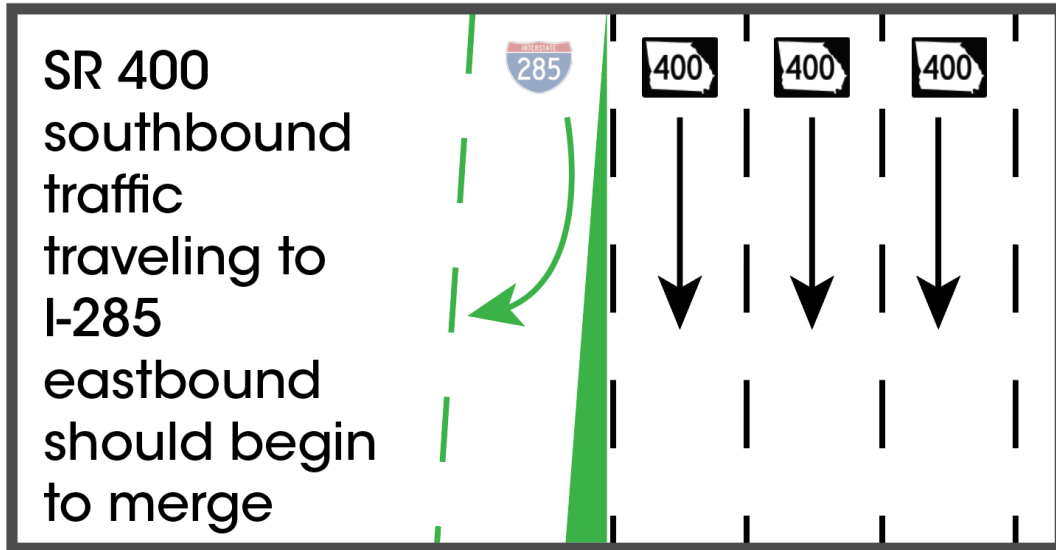 SR 400
southbound
traffic
traveling to
I-285
eastbound
should begin
to merge
INTERSTATE
285
400
400
400